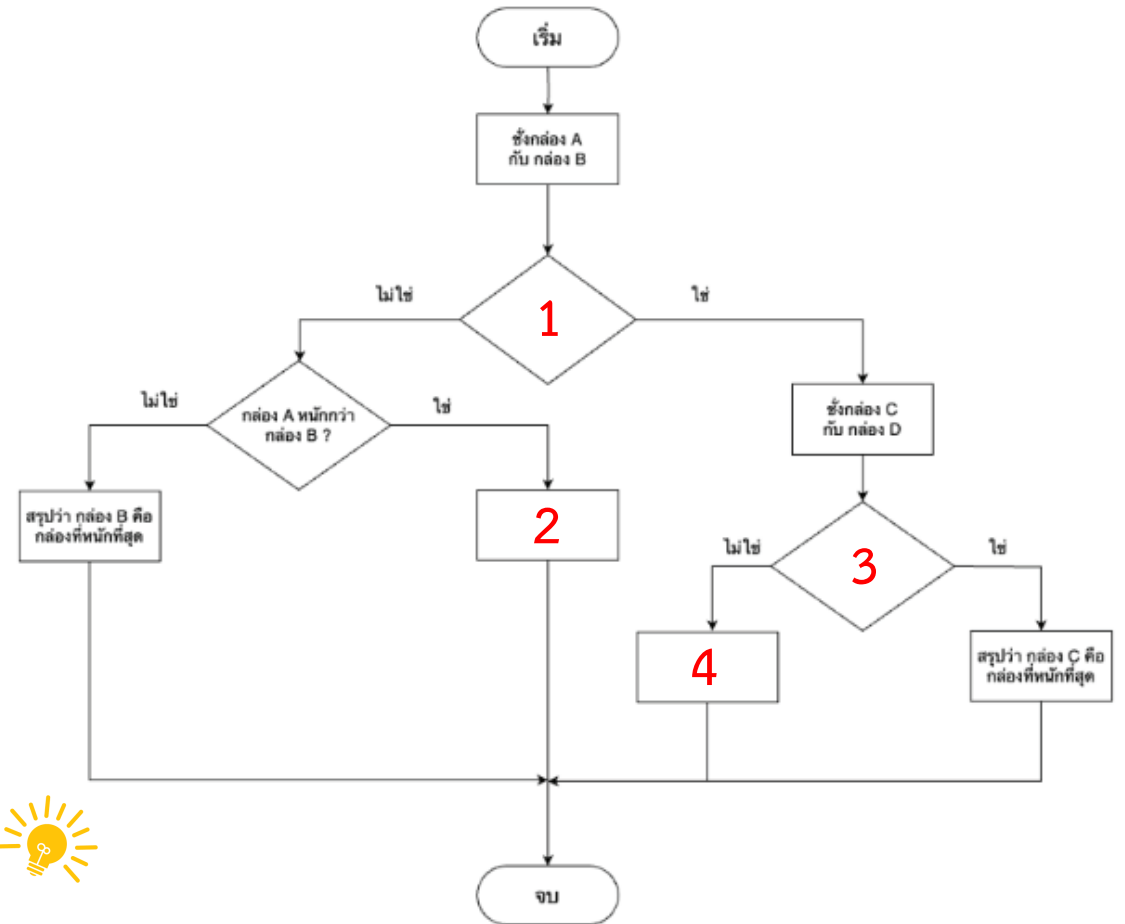 เริ่ม
ชั่งกล่อง A
กับ กล่อง B
ไม่ใช่
1
ใช่
ไม่ใช่
กล่อง A หนักกว่า
กล่อง B ?
ใช่
ชั่งกล่อง C
กับ กล่อง D
สรุปว่า กล่อง B คือ
กล่องที่หนักที่สุด
2
ไม่ใช่
3
ใช่
4
สรุปว่า กล่อง C คือ
กล่องที่หนักที่สุด
จบ